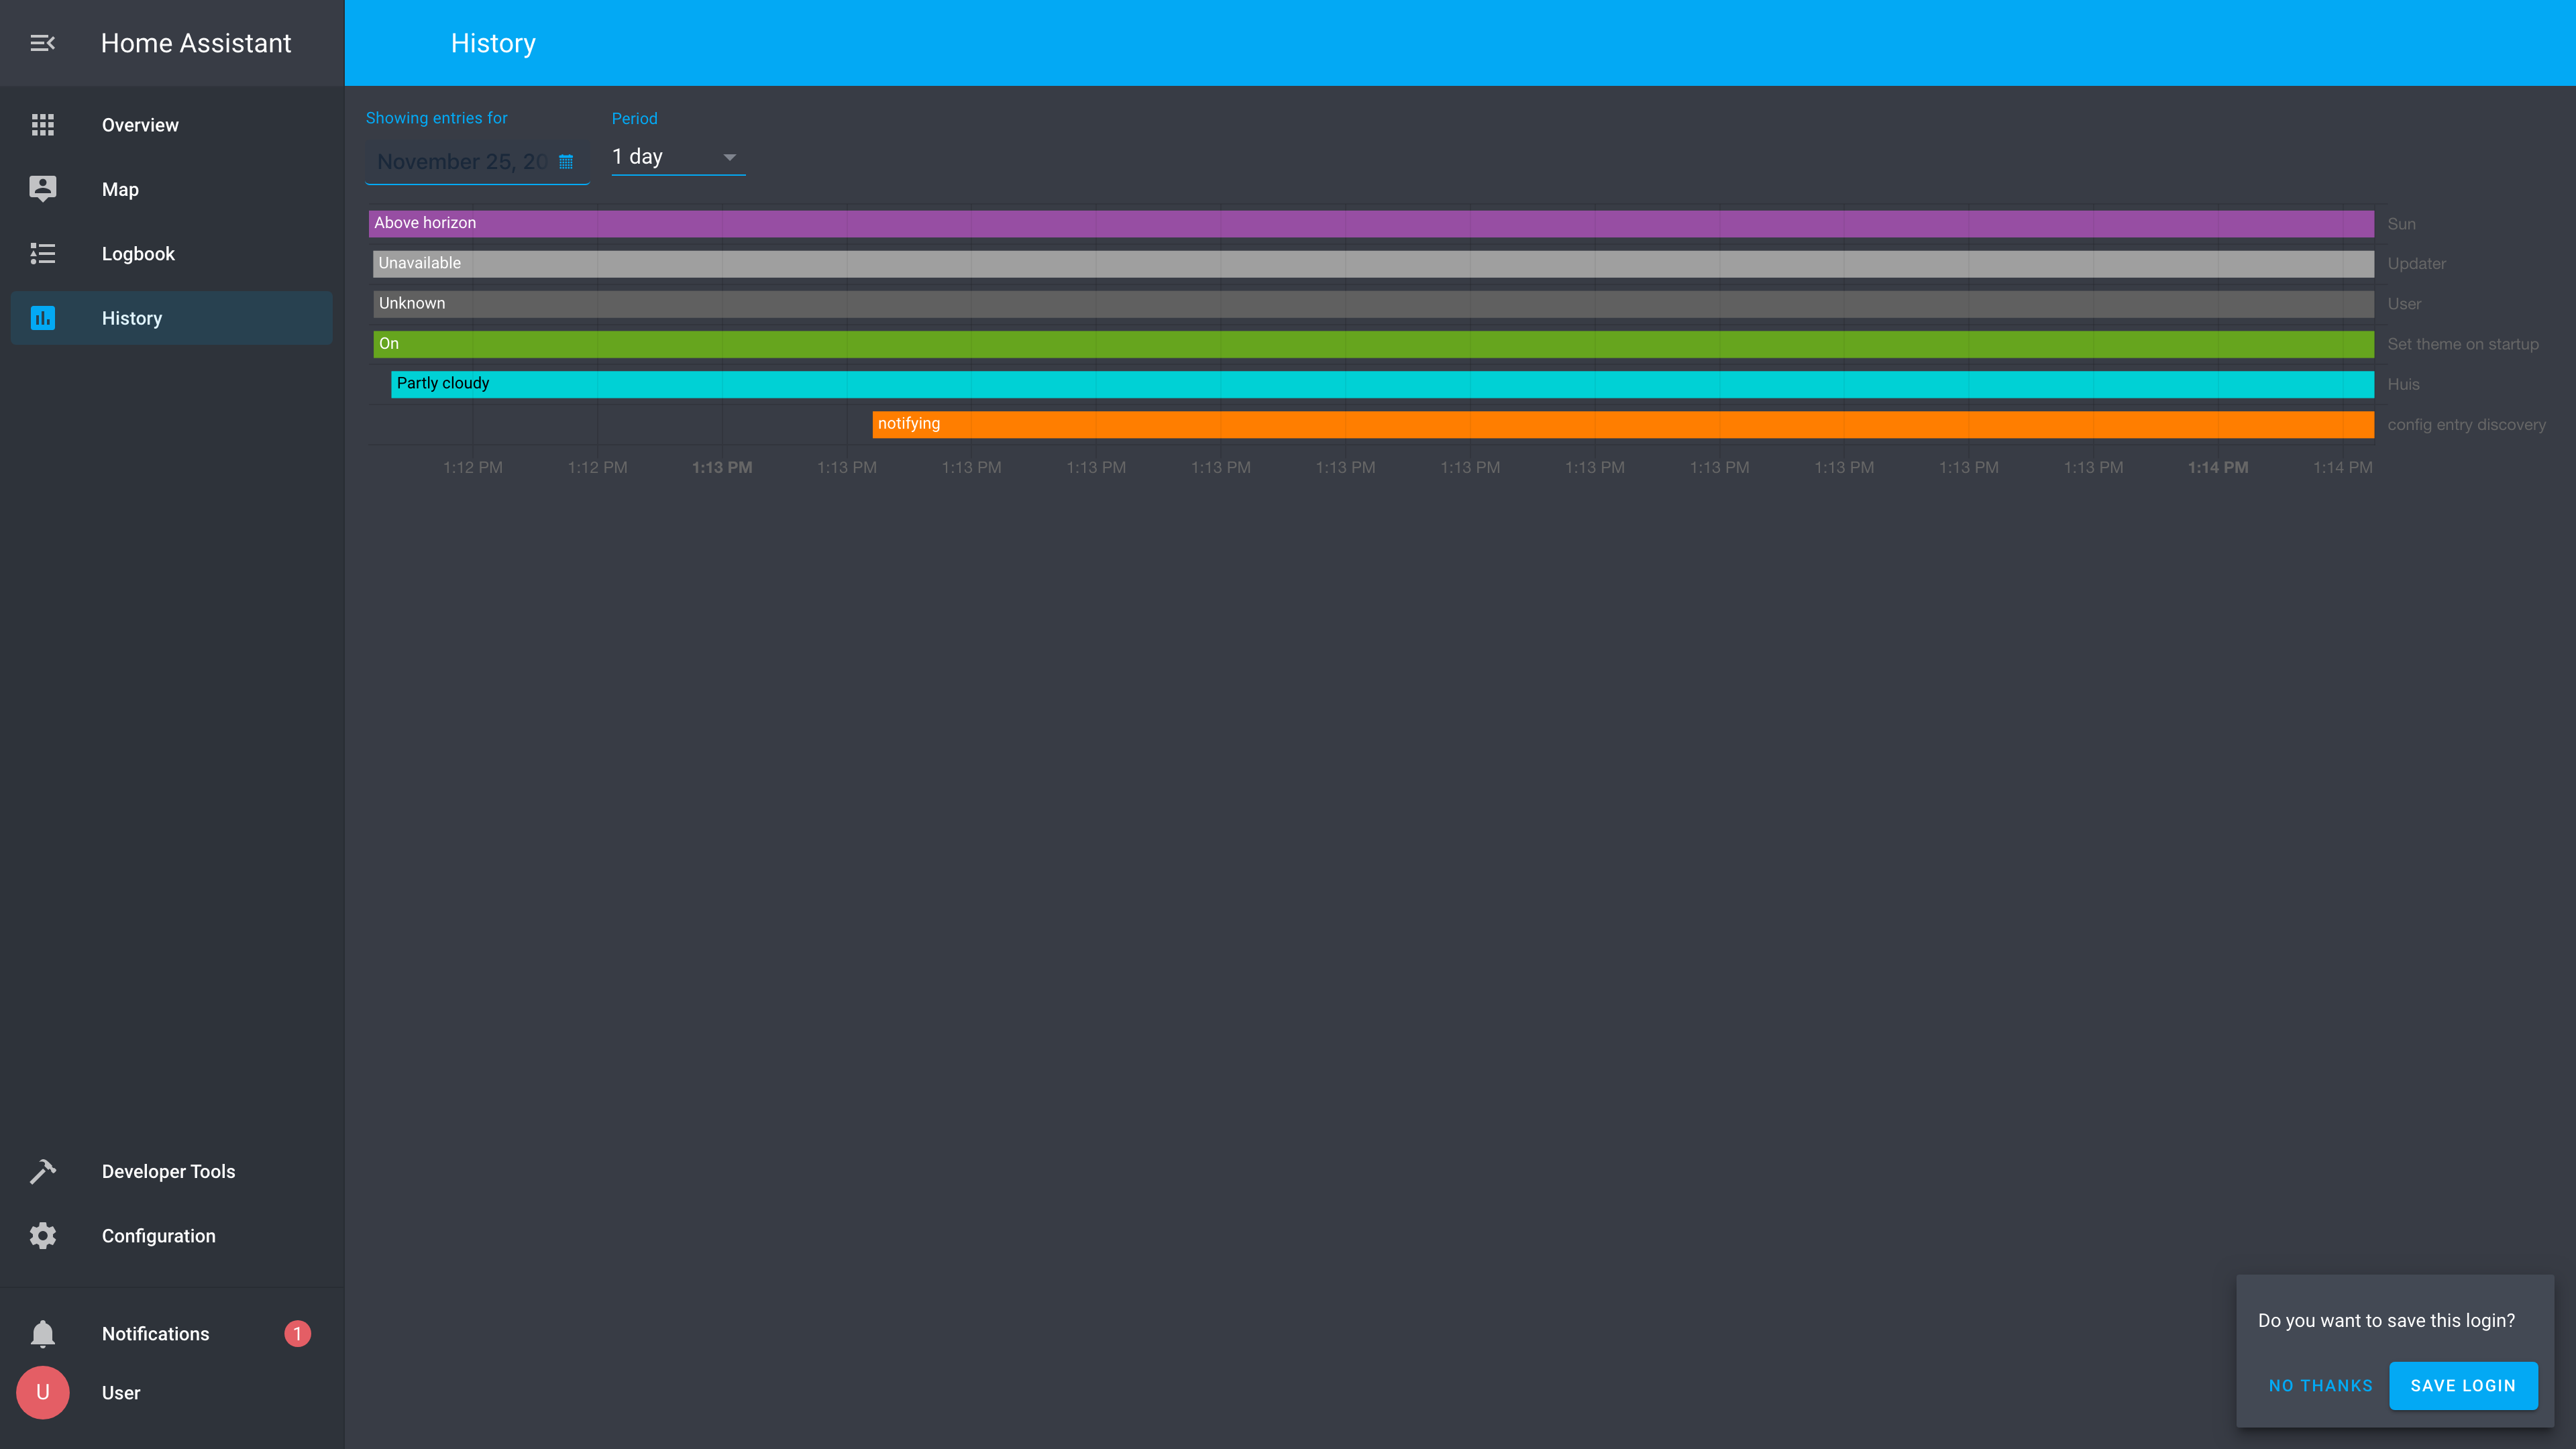 Home Assistant
History
Overview
Map
Logbook
History
Showing entries for
Period
November 25, 20
1 day
Above horizon
Sun
Unavailable
Updater
Unknown
User
On
Set theme on startup
Partly cloudy
Huis
notifying
config entry discovery
1:12 PM 1:12 PM 1:13 PM 1:13 PM 1:13 PM 1:13 PM 1:13 PM 1:13 PM 1:13 PM 1:13 PM 1:13 PM 1:13 PM 1:13 PM 1:13 PM 1:14 PM 1:14 PM
Developer Tools
Configuration
Notifications 1
U User
Do you want to save this login?
NO THANKS SAVE LOGIN